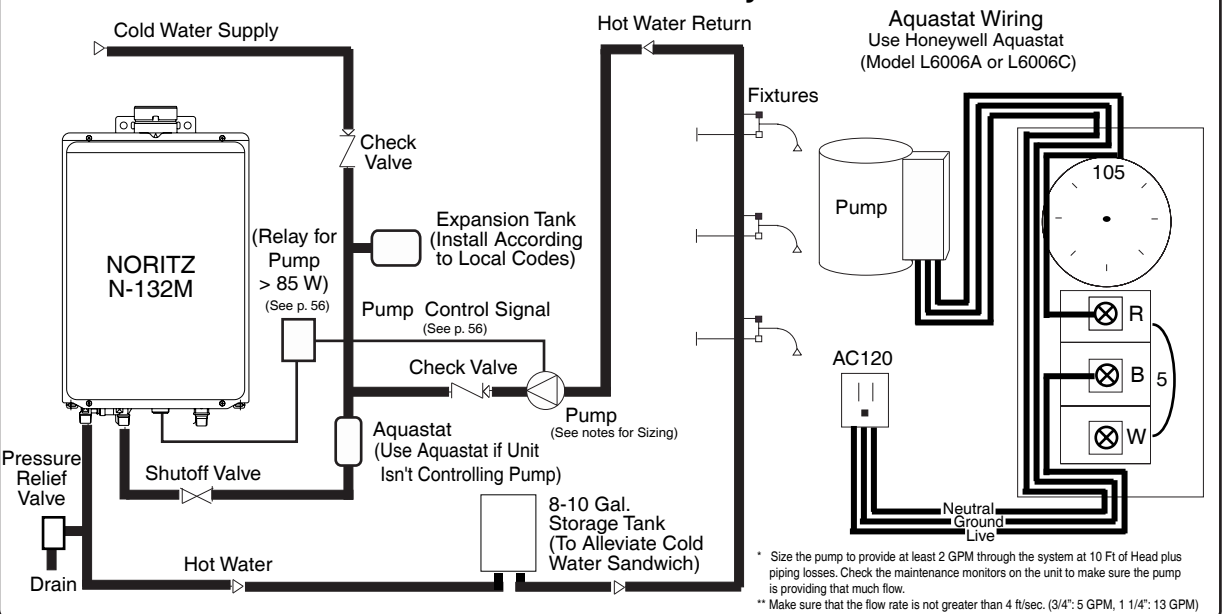 Cold Water Supply
Hot Water Return
Aquastat Wiring
Use Honeywell Aquastat
(Model L6006A or L6006C)
Check
Valve
Fixtures
NORITZ
N-132M
(Relay for
Pump
> 85 W)
(See p. 56)
Expansion Tank
(Install According
to Local Codes)
Pump Control Signal
(See p. 56)
Check Valve
Pump
(See notes for Sizing)
Aquastat
(Use Aquastat if Unit
Isn't Controlling Pump)
Pressure
Relief
Valve
Shutoff Valve
Drain
Hot Water
8-10 Gal.
Storage Tank
(To Alleviate Cold
Water Sandwich)
Pump
105
R
B
W
5
AC120
Neutral
Ground
Live
* Size the pump to provide at least 2 GPM through the system at 10 Ft of Head plus
piping losses. Check the maintenance monitors on the unit to make sure the pump
is providing that much flow.
** Make sure that the flow rate is not greater than 4 ft/sec. (3/4": 5 GPM, 1 1/4": 13 GPM)